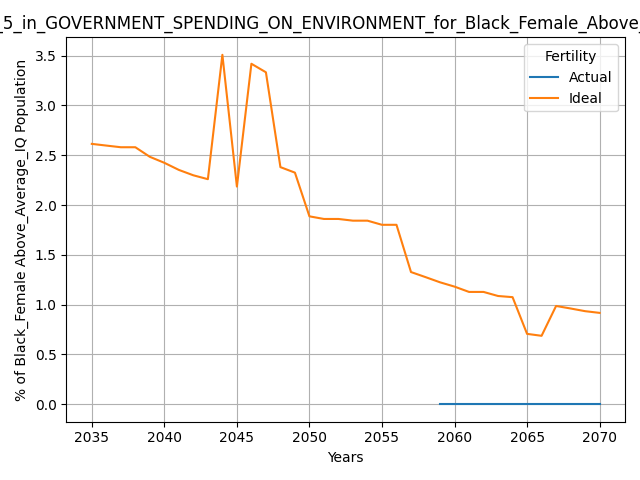 _5_in_GOVERNMENT_SPENDING_ON_ENVIRONMENT_for_Black_Female_Above_
Fertility
Actual
Ideal
% of Black_Female Above_Average_IQ Population
3.5
3.0
2.5
2.0
1.5
1.0
0.5
0.0
2035 2040 2045 2050 2055 2060 2065 2070
Years